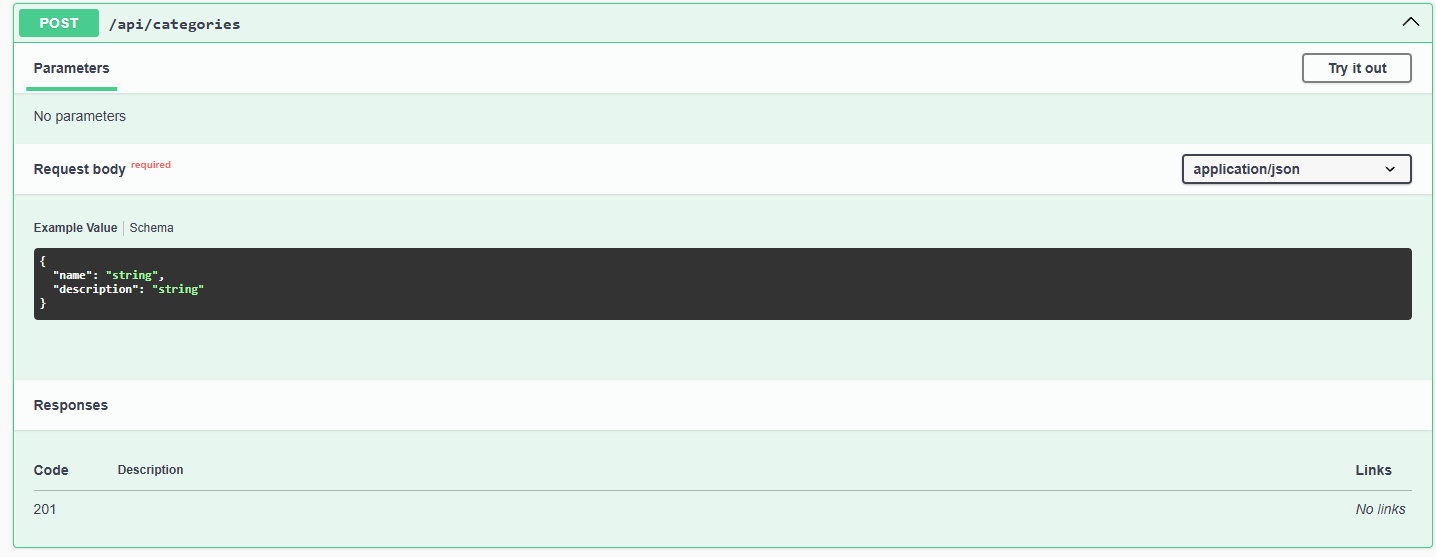 POST /api/categories
Parameters Try it out
No parameters
Request body required application/json
Example Value Schema
{
  "name": "string",
  "description": "string"
}
Responses
Code Description Links
201 No links